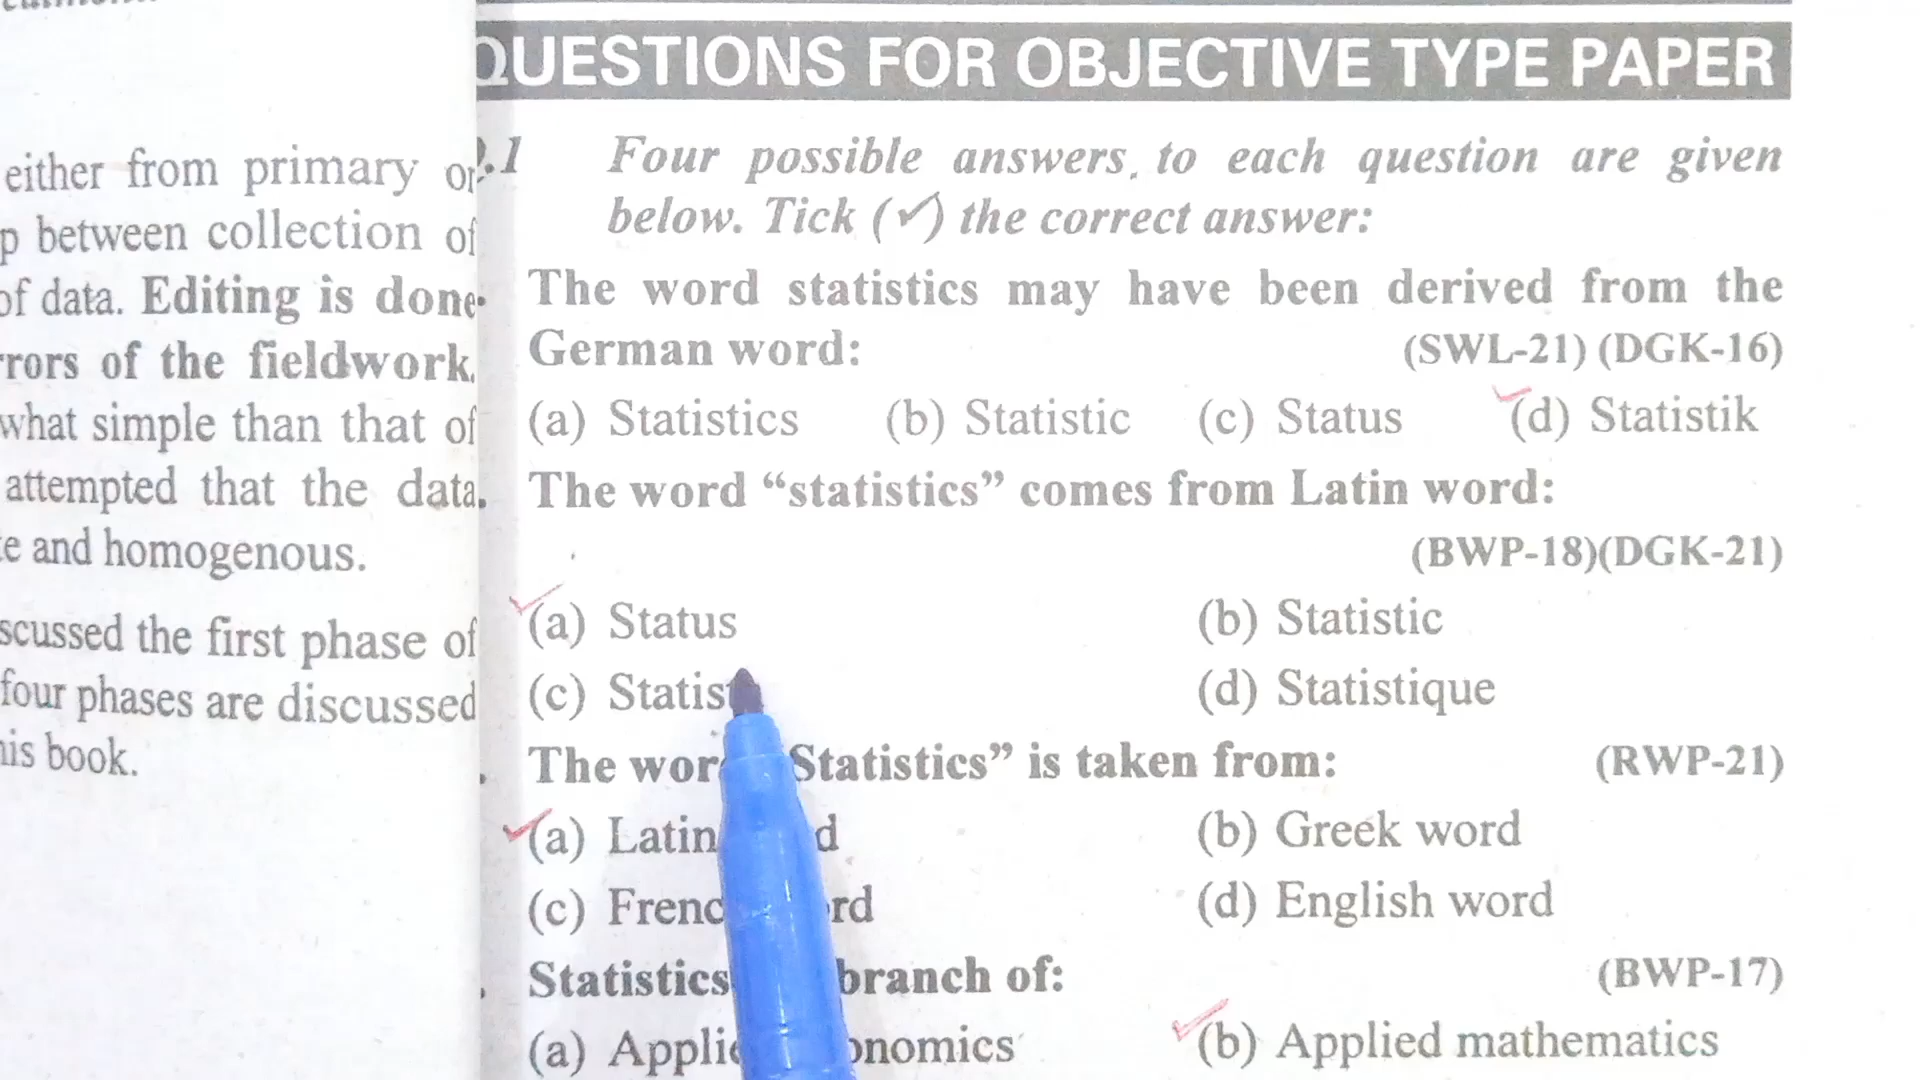 either from primary or
p between collection of
of data. Editing is done
rors of the fieldwork.
what simple than that of
attempted that the data
e and homogenous.
scussed the first phase of
four phases are discussed
his book.
QUESTIONS FOR OBJECTIVE TYPE PAPER
.1 Four possible answers, to each question are given
below. Tick (✓) the correct answer:
The word statistics may have been derived from the
German word: (SWL-21) (DGK-16)
(a) Statistics (b) Statistic (c) Status (d) Statistik
The word “statistics” comes from Latin word:
(BWP-18)(DGK-21)
(a) Status (b) Statistic
(c) (d) Statistique
The Statistics” is taken from: (RWP-21)
(a) Latin (b) Greek word
(c) (d) English word
Statistics branch of: (BWP-17)
(a) (b) Applied mathematics